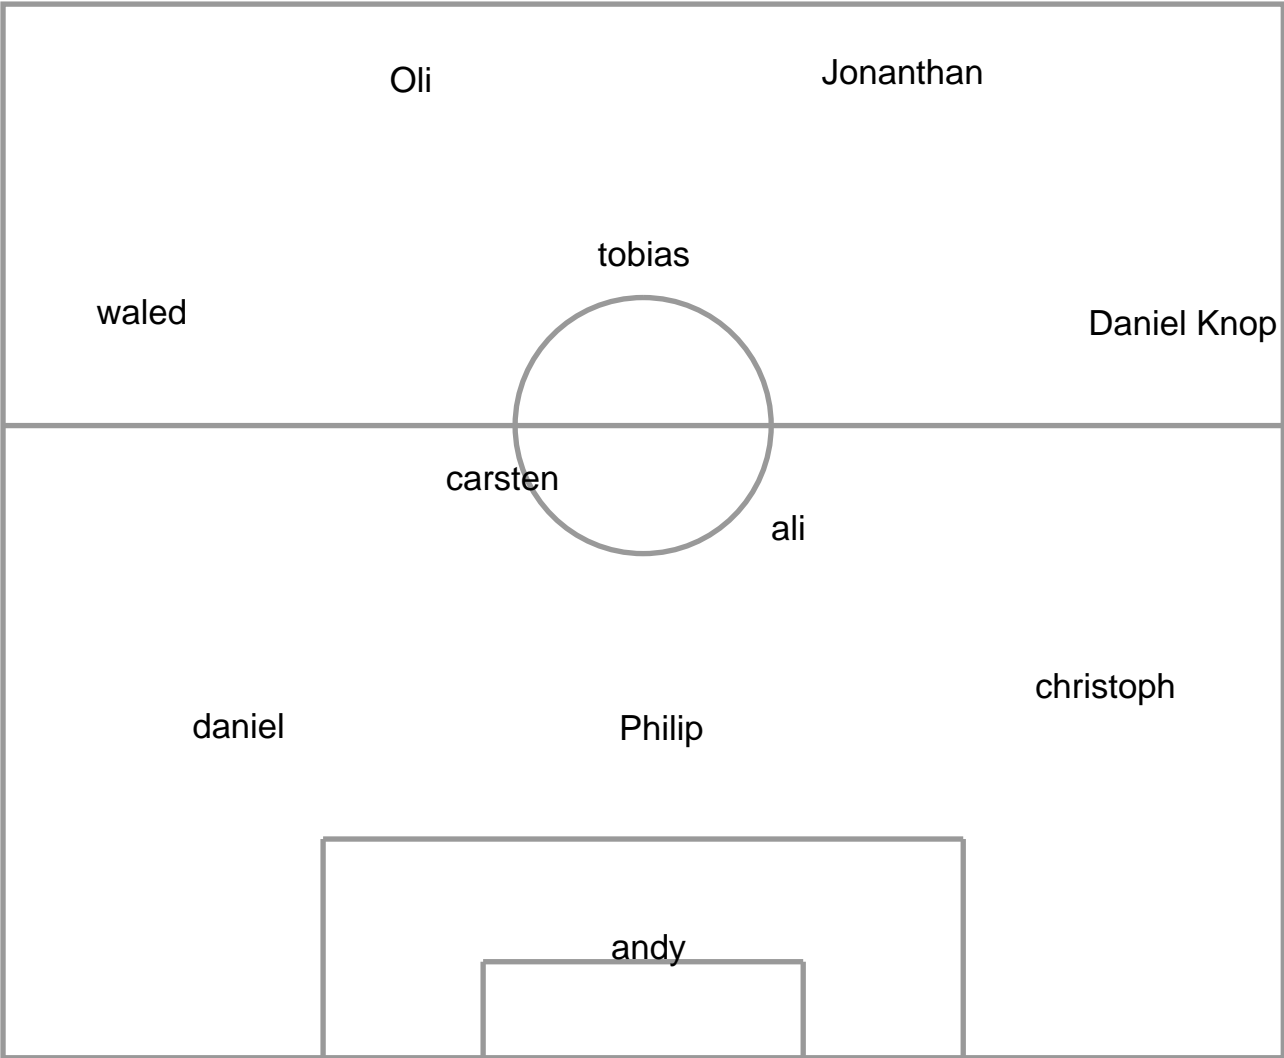 Oli
Jonanthan
tobias
waled
Daniel Knop
carsten
ali
christoph
daniel
Philip
andy